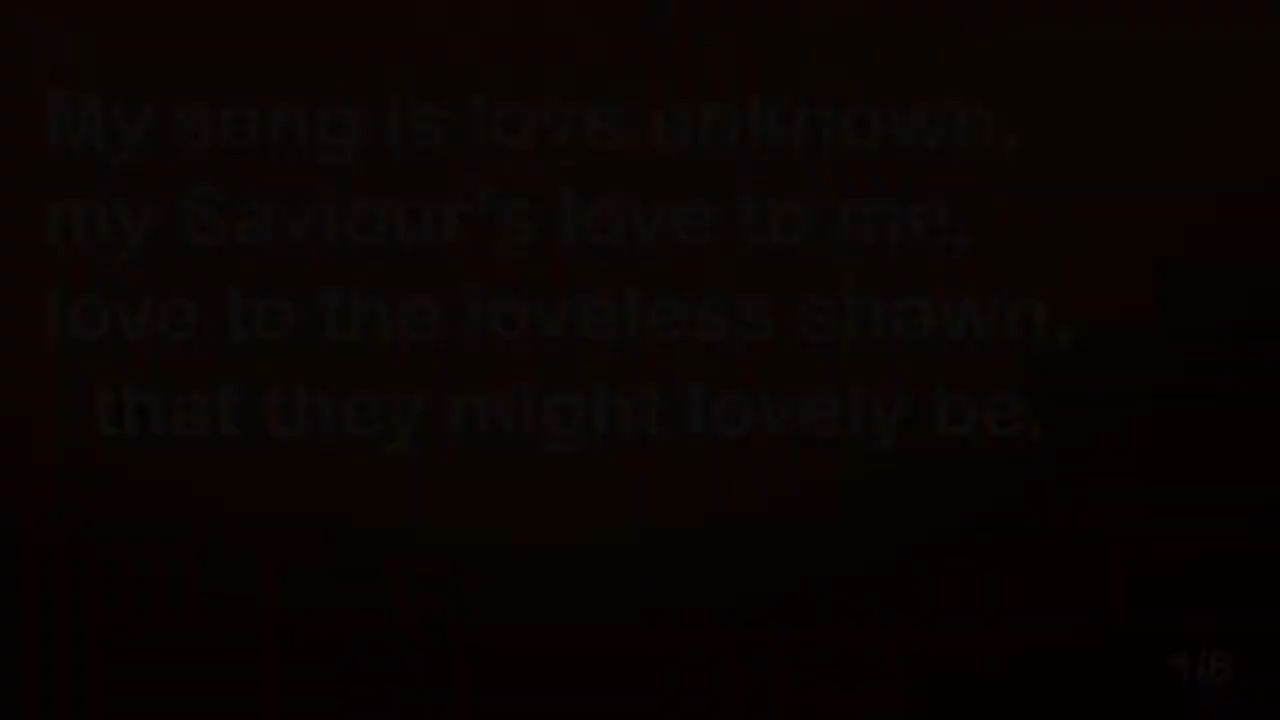 My song is love unknown,
my Saviour's love to me,
love to the loveless shown,
that they might lovely be.